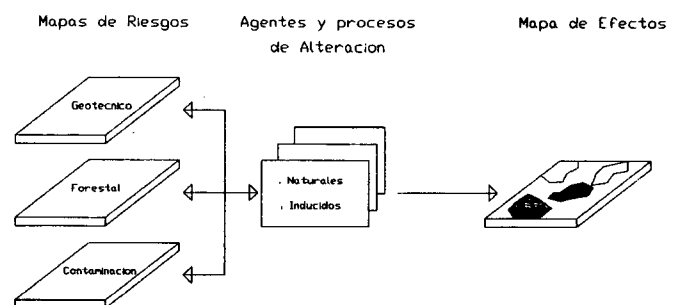 Mapas de Riesgos
Agentes y procesos
de Alteracion
Mapa de Efectos
Geotecnico
Forestal
Contaminacion
. Naturales
. Inducidos